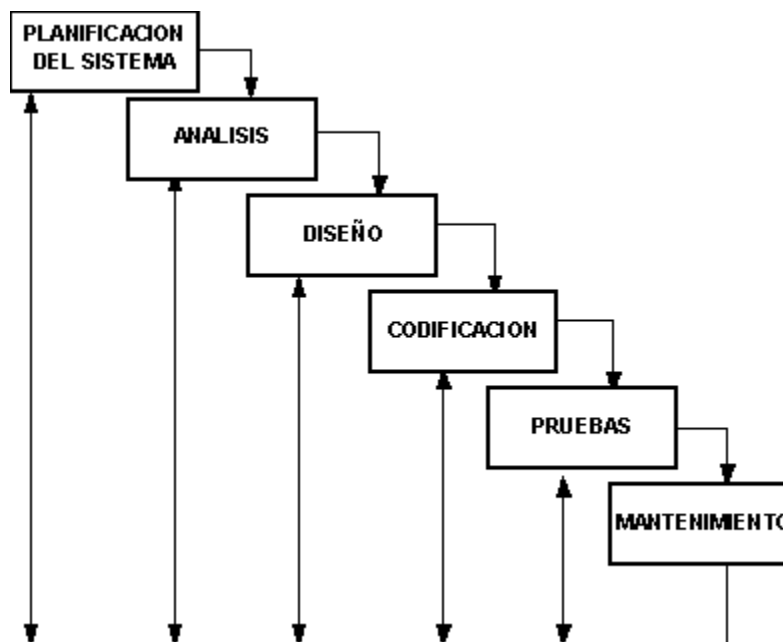 PLANIFICACION
DEL SISTEMA
ANALISIS
DISEÑO
CODIFICACION
PRUEBAS
MANTENIMIENTO